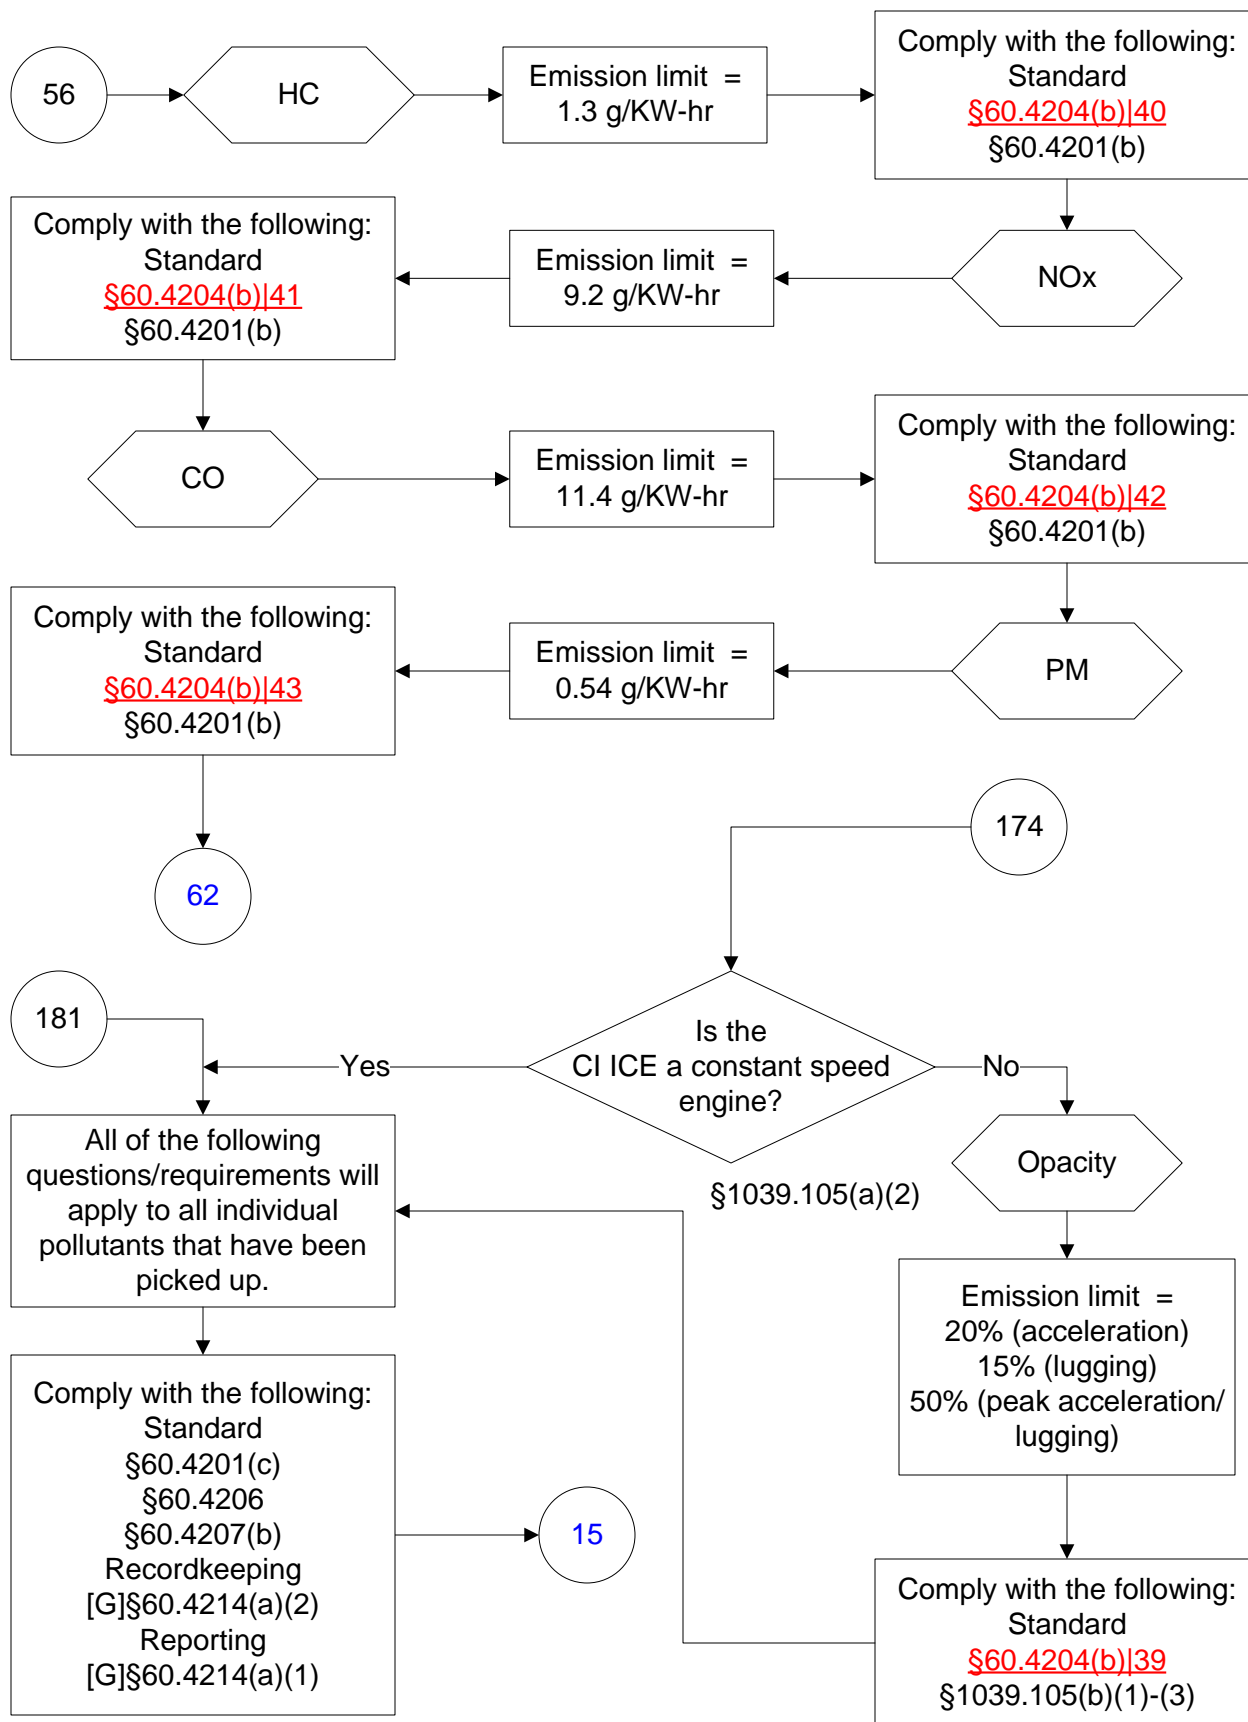 56
HC
Emission limit =
1.3 g/KW-hr
Comply with the following:
Standard
§60.4204(b)|40
§60.4201(b)
NOx
Emission limit =
9.2 g/KW-hr
Comply with the following:
Standard
§60.4204(b)|41
§60.4201(b)
CO
Emission limit =
11.4 g/KW-hr
Comply with the following:
Standard
§60.4204(b)|42
§60.4201(b)
PM
Emission limit =
0.54 g/KW-hr
Comply with the following:
Standard
§60.4204(b)|43
§60.4201(b)
62
174
Is the
CI ICE a constant speed
engine?
§1039.105(a)(2)
Yes
No
181
Opacity
Emission limit =
20% (acceleration)
15% (lugging)
50% (peak acceleration/
lugging)
Comply with the following:
Standard
§60.4204(b)|39
§1039.105(b)(1)-(3)
All of the following
questions/requirements will
apply to all individual
pollutants that have been
picked up.
Comply with the following:
Standard
§60.4201(c)
§60.4206
§60.4207(b)
Recordkeeping
[G]§60.4214(a)(2)
Reporting
[G]§60.4214(a)(1)
15